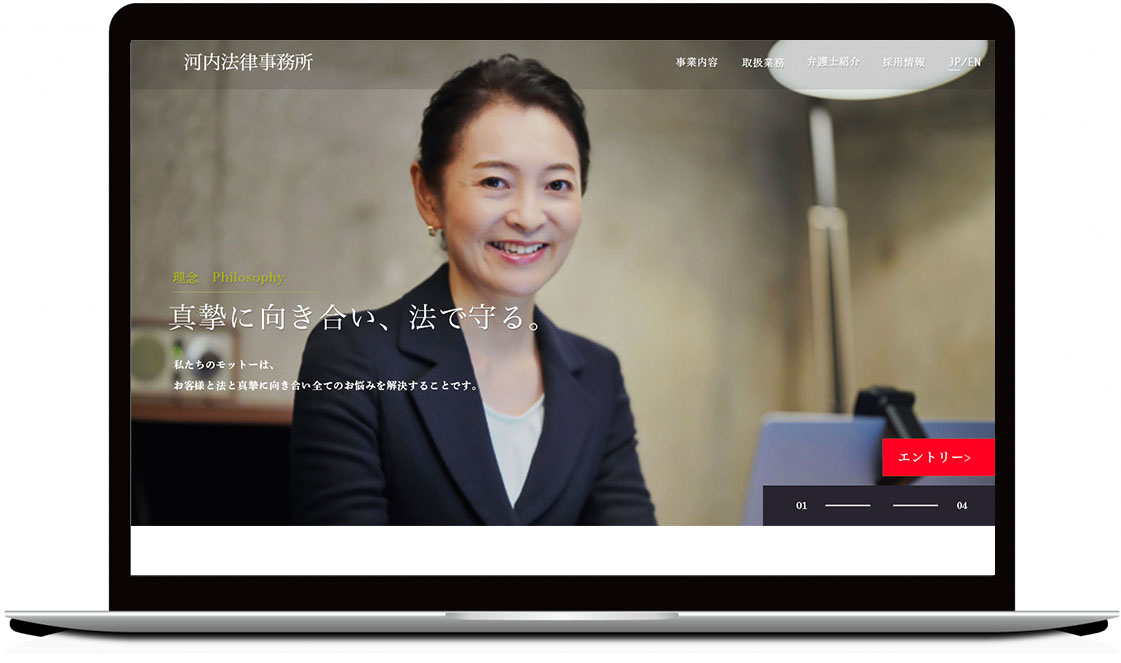 河内法律事務所
事業内容 取扱業務 弁護士紹介 採用情報 JP/EN
理念 Philosophy
真摯に向き合い、法で守る。
私たちのモットーは、
お客様と法と真摯に向き合い全てのお悩みを解決することです。
エントリー>
01 04